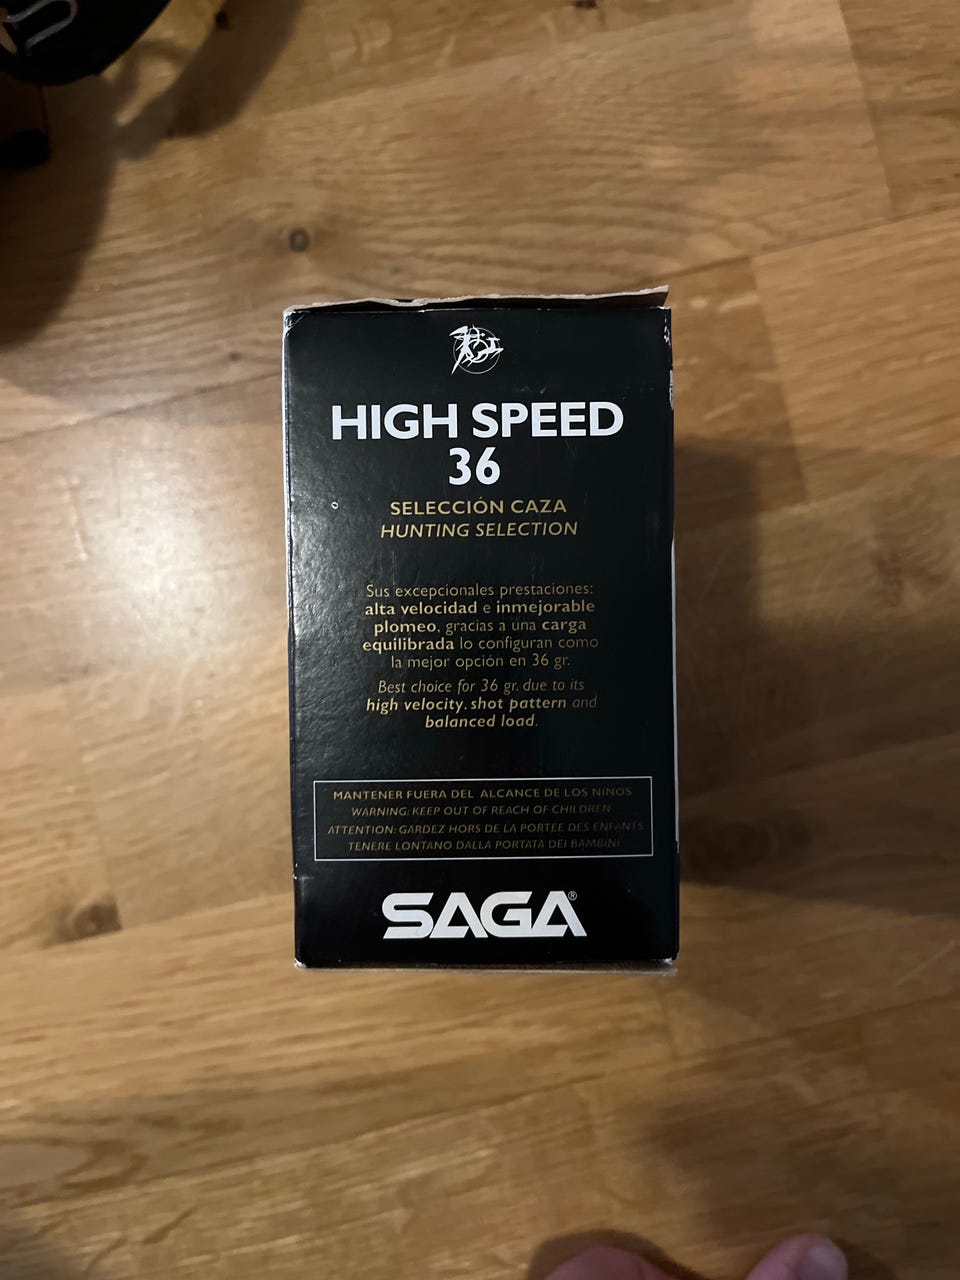 HIGH SPEED
36
SELECCIÓN CAZA
HUNTING SELECTION
Sus excepcionales prestaciones:
alta velocidad e inmejorable
plomeo, gracias a una carga
equilibrada lo configuran como
la mejor opción en 36 gr.
Best choice for 36 gr. due to its
high velocity, shot pattern and
balanced load.
MANTENER FUERA DEL ALCANCE DE LOS NIÑOS
WARNING: KEEP OUT OF REACH OF CHILDREN
ATTENTION: GARDEZ HORS DE LA PORTÉE DES ENFANTS
TENERE LONTANO DALLA PORTATA DEI BAMBINI
SAGA®